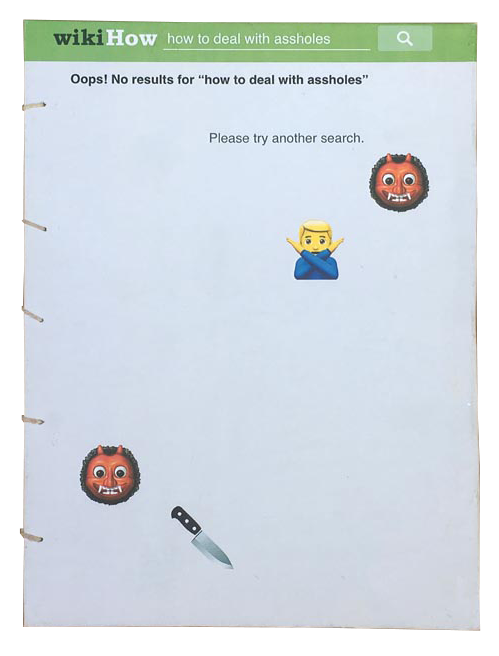 wikiHow how to deal with assholes
Oops! No results for “how to deal with assholes”
Please try another search.